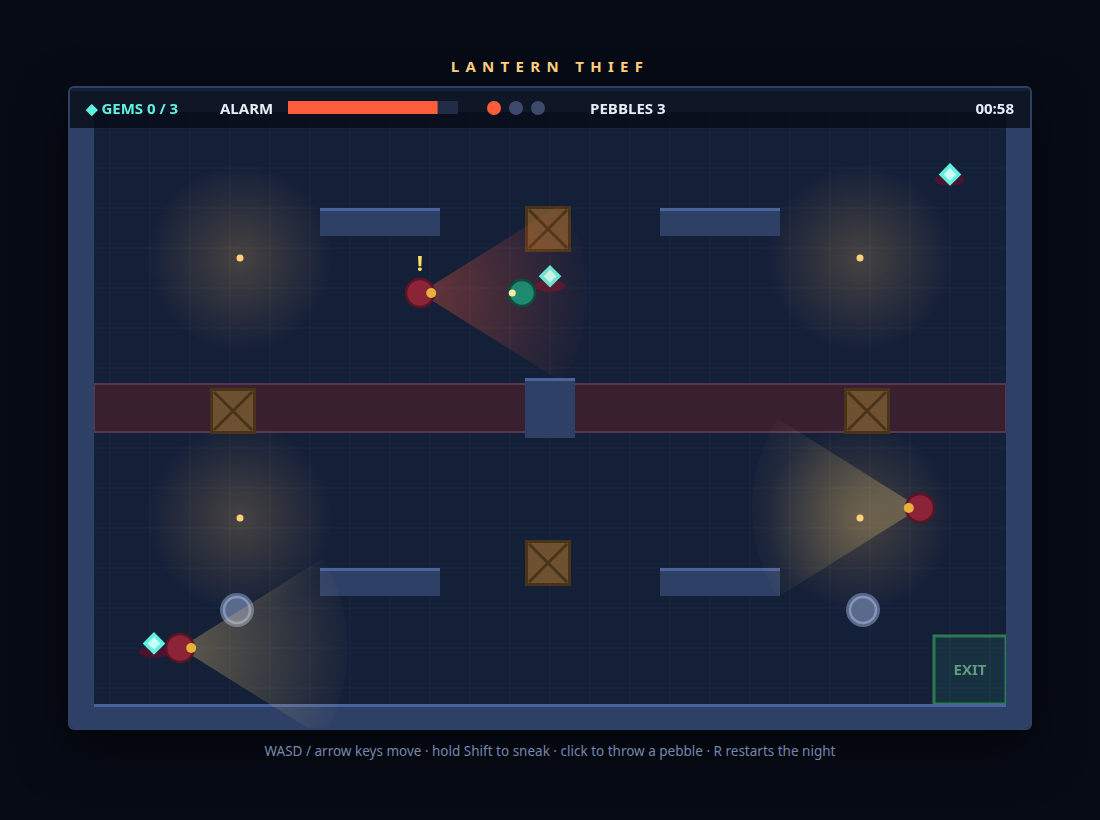 LANTERN THIEF
GEMS 0 / 3 ALARM PEBBLES 3 00:58
!
EXIT
WASD / arrow keys move · hold Shift to sneak · click to throw a pebble · R restarts the night